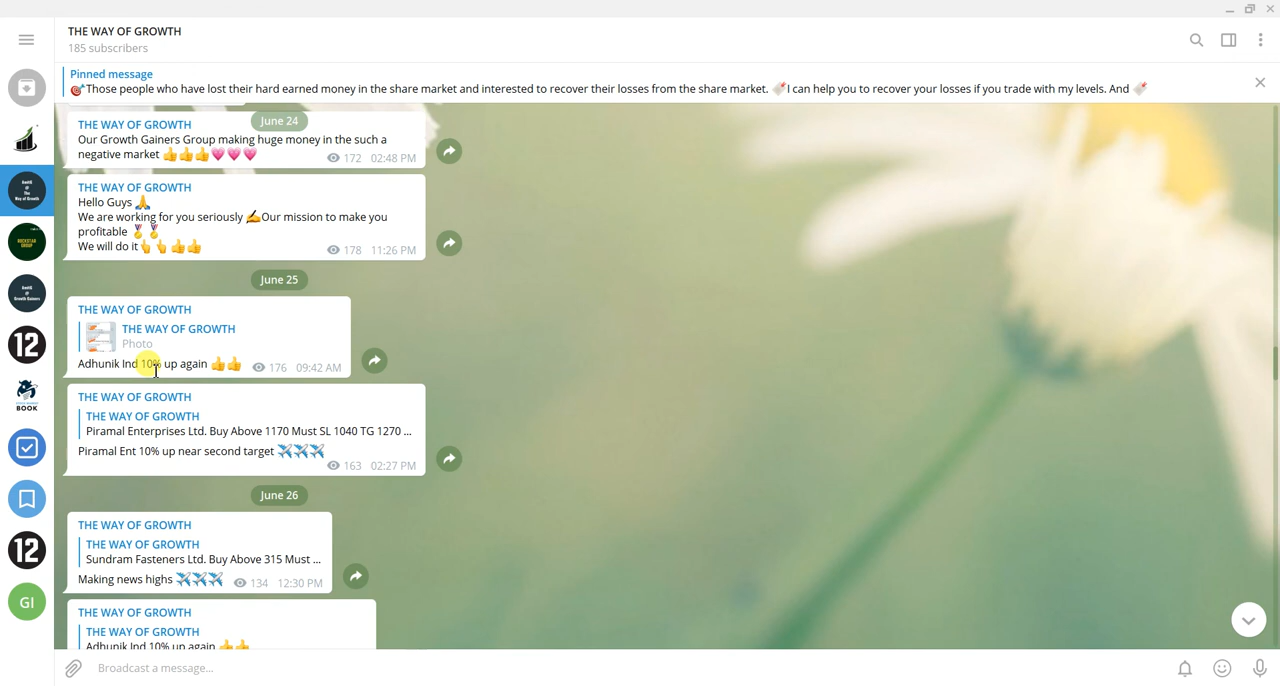 THE WAY OF GROWTH
185 subscribers
Pinned message
🎯Those people who have lost their hard earned money in the share market and interested to recover their losses from the share market. 🚀I can help you to recover your losses if you trade with my levels. And 🚀
June 24
THE WAY OF GROWTH
Our Growth Gainers Group making huge money in the such a
negative market 👍👍👍💗💗💗
172 02:48 PM
THE WAY OF GROWTH
Hello Guys 🙏
We are working for you seriously ✍️Our mission to make you
profitable 🏅🏅
We will do it👆👆👍👍
178 11:26 PM
June 25
THE WAY OF GROWTH
THE WAY OF GROWTH
Photo
Adhunik Ind 10% up again 👍👍
176 09:42 AM
THE WAY OF GROWTH
THE WAY OF GROWTH
Piramal Enterprises Ltd. Buy Above 1170 Must SL 1040 TG 1270 ...
Piramal Ent 10% up near second target ✈️✈️✈️
163 02:27 PM
June 26
THE WAY OF GROWTH
THE WAY OF GROWTH
Sundram Fasteners Ltd. Buy Above 315 Must ...
Making news highs ✈️✈️✈️
134 12:30 PM
THE WAY OF GROWTH
THE WAY OF GROWTH
Adhunik Ind 10% up again 👍👍
Broadcast a message...
12
BOOK
12
GI